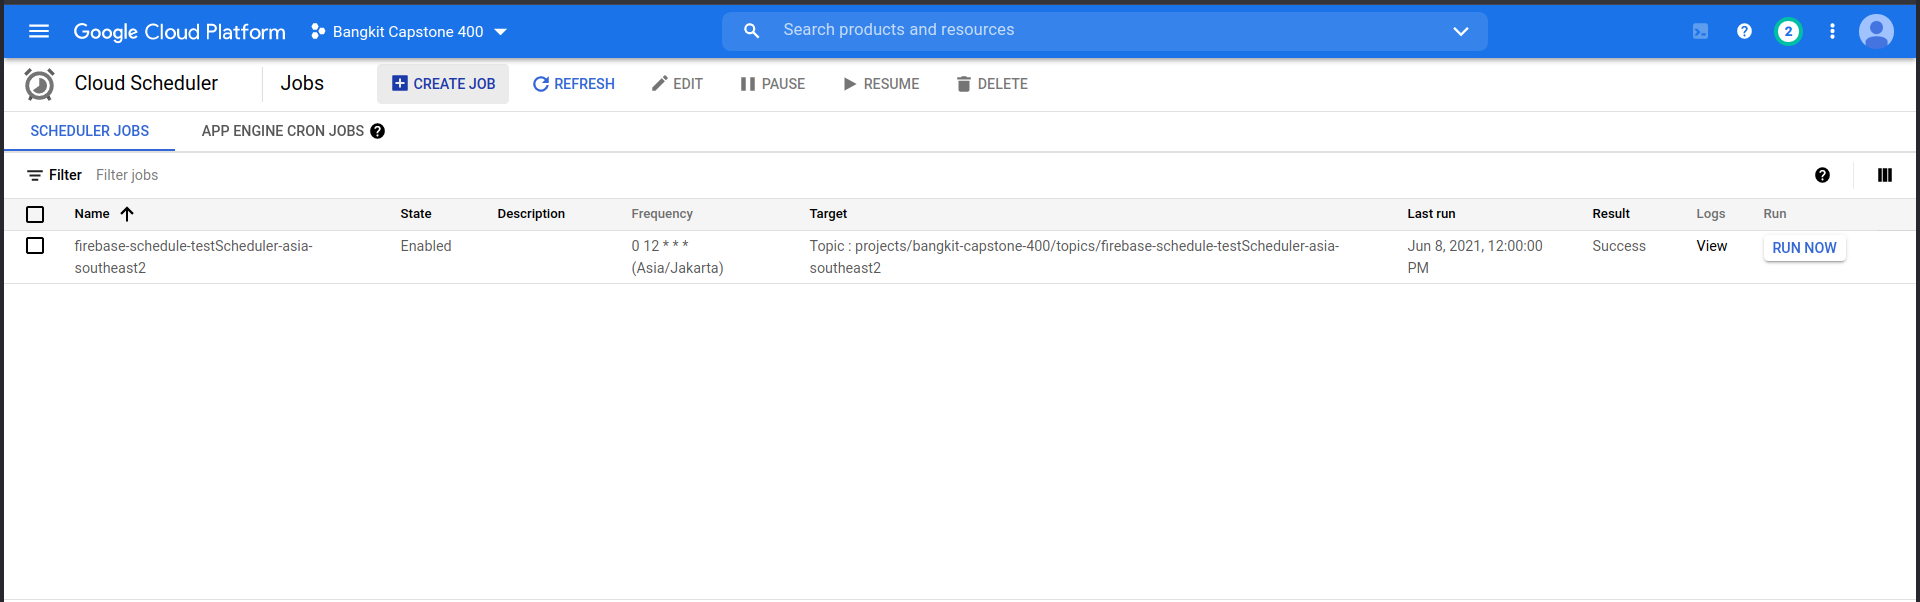 Google Cloud Platform Bangkit Capstone 400 Search products and resources 2
Cloud Scheduler Jobs CREATE JOB REFRESH EDIT PAUSE RESUME DELETE
SCHEDULER JOBS APP ENGINE CRON JOBS
Filter Filter jobs
Name State Description Frequency Target Last run Result Logs Run
firebase-schedule-testScheduler-asia- Enabled 0 12 * * * Topic : projects/bangkit-capstone-400/topics/firebase-schedule-testScheduler-asia- Jun 8, 2021, 12:00:00 Success View RUN NOW
southeast2 (Asia/Jakarta) southeast2 PM